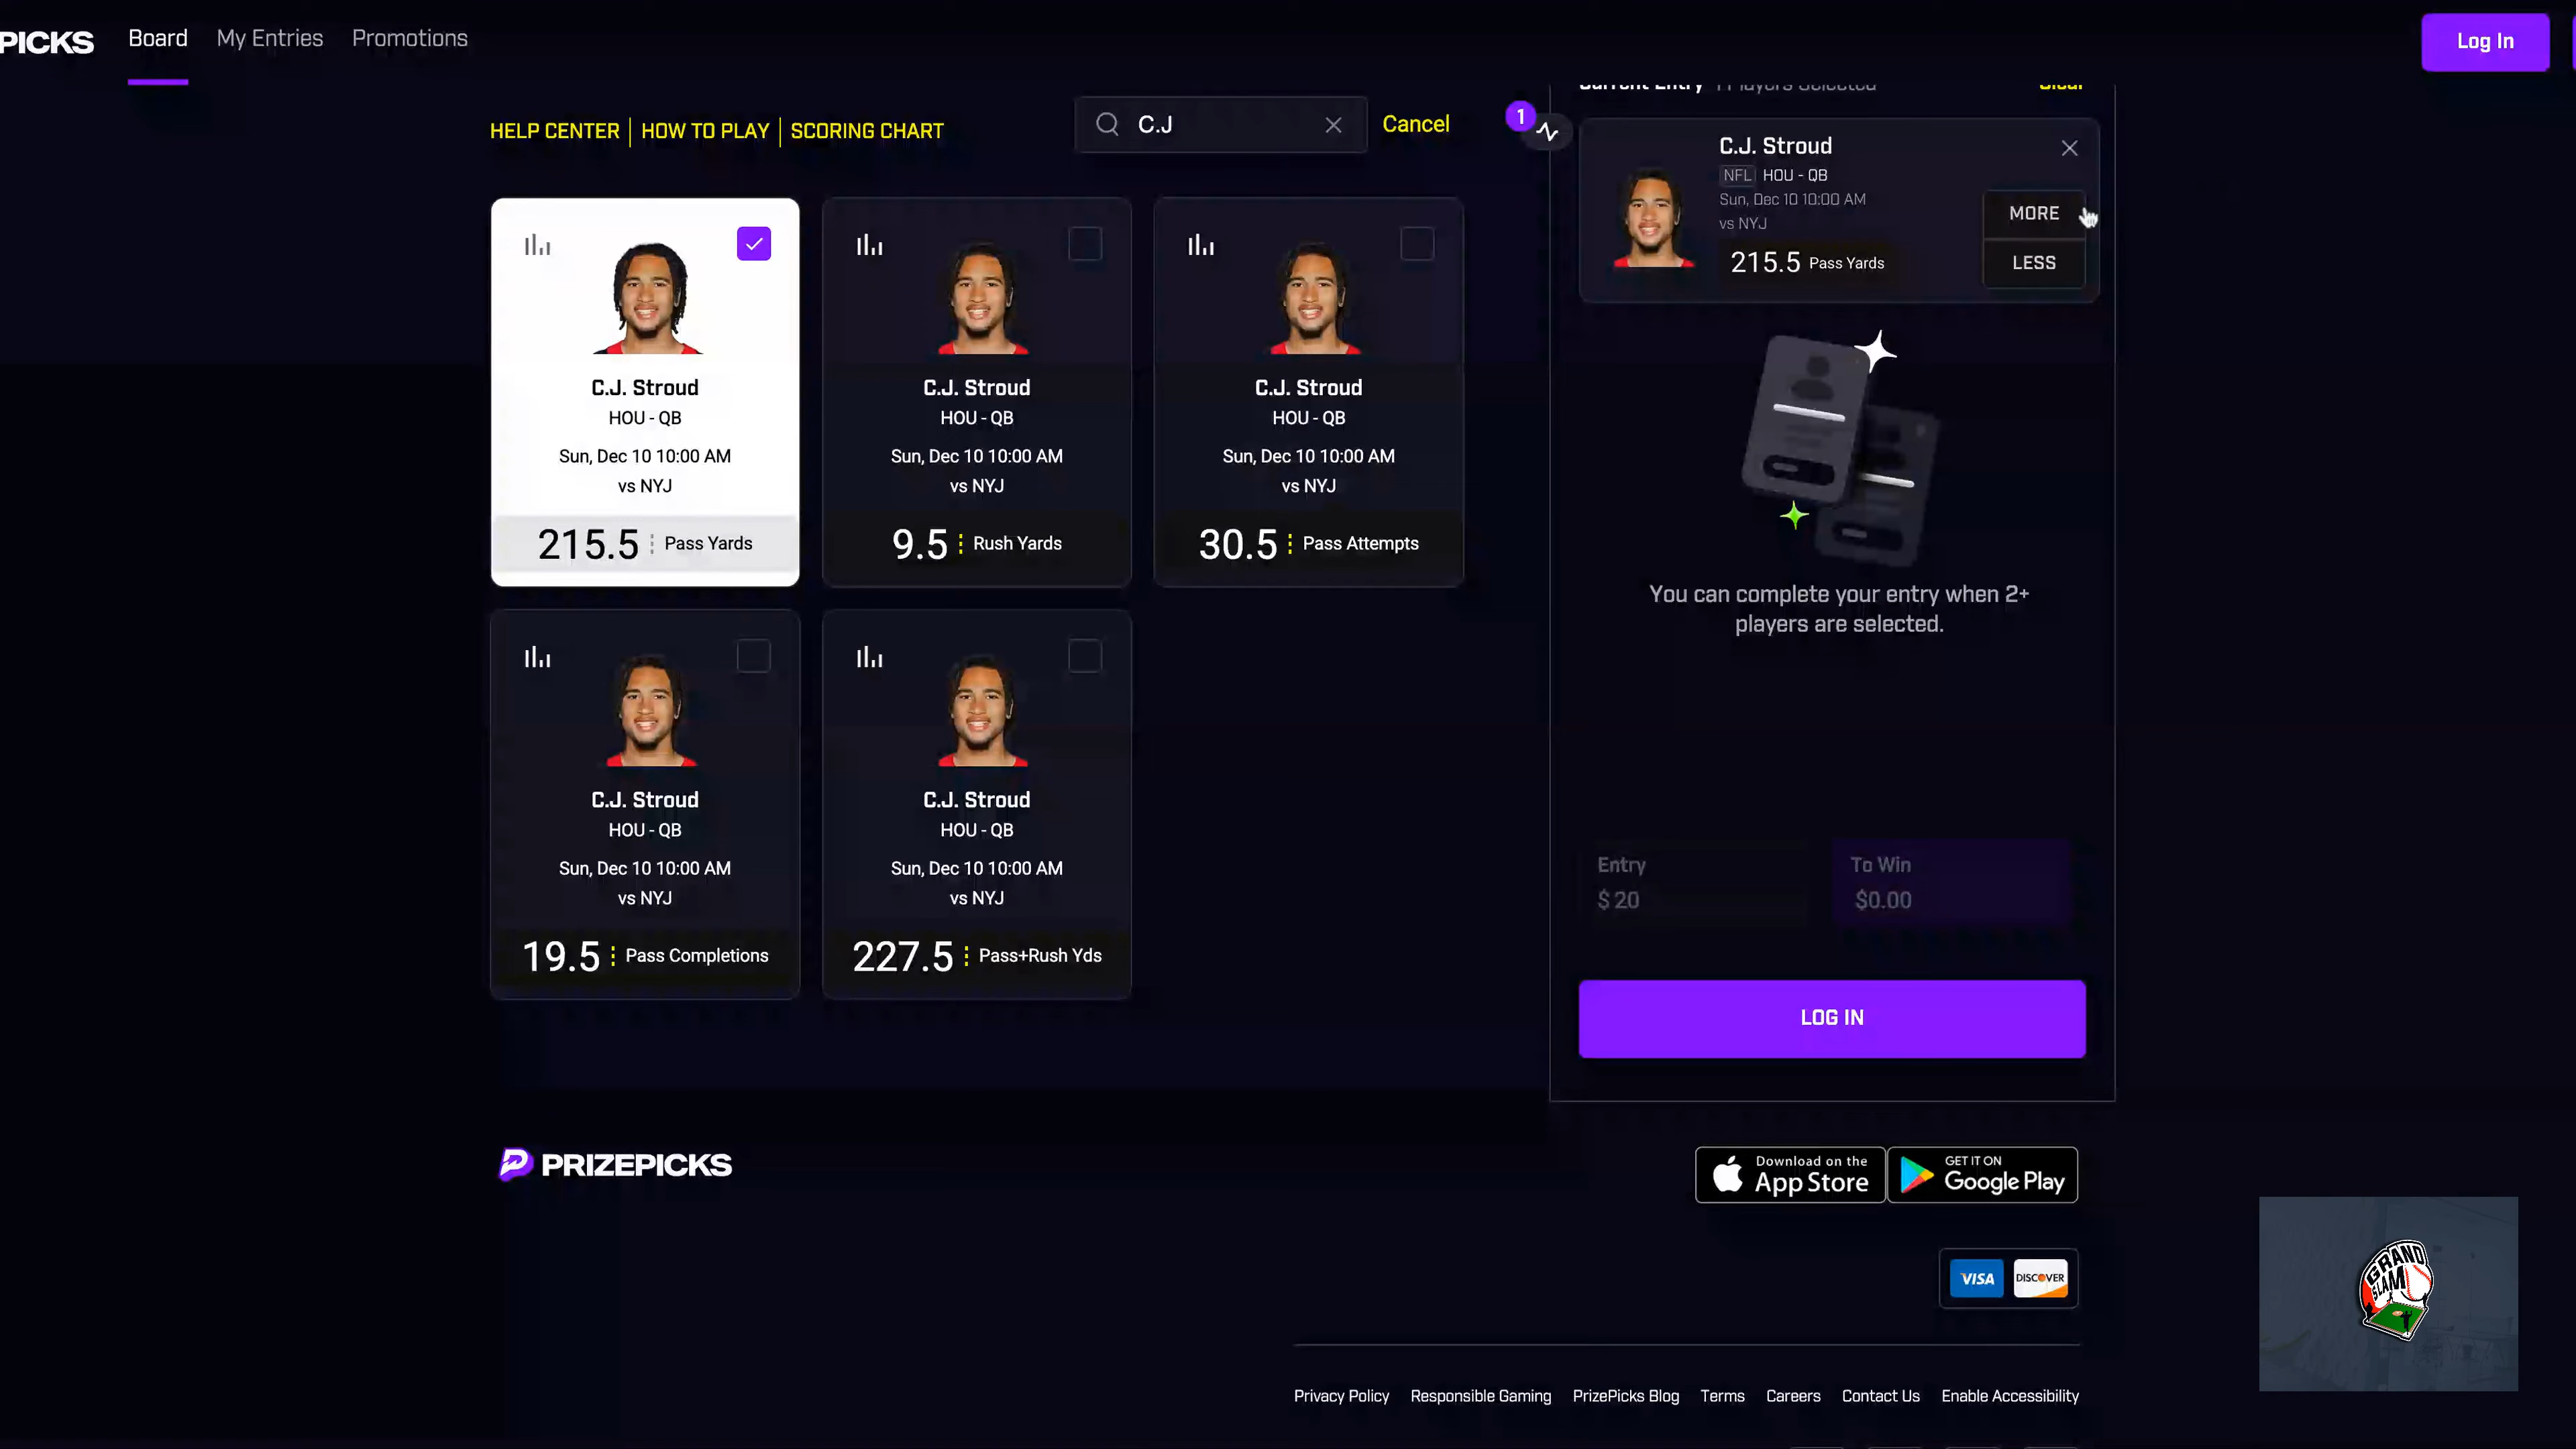 PICKS
Board
My Entries
Promotions
Log In
HELP CENTER
HOW TO PLAY
SCORING CHART
C.J
Cancel
1
Current Entry
1 Players Selected
Clear
C.J. Stroud
NFL HOU - QB
Sun, Dec 10 10:00 AM
vs NYJ
215.5 Pass Yards
MORE
LESS
C.J. Stroud
HOU - QB
Sun, Dec 10 10:00 AM
vs NYJ
215.5 Pass Yards
C.J. Stroud
HOU - QB
Sun, Dec 10 10:00 AM
vs NYJ
9.5 Rush Yards
C.J. Stroud
HOU - QB
Sun, Dec 10 10:00 AM
vs NYJ
30.5 Pass Attempts
You can complete your entry when 2+
players are selected.
C.J. Stroud
HOU - QB
Sun, Dec 10 10:00 AM
vs NYJ
19.5 Pass Completions
C.J. Stroud
HOU - QB
Sun, Dec 10 10:00 AM
vs NYJ
227.5 Pass+Rush Yds
Entry
$ 20
To Win
$0.00
LOG IN
PRIZEPICKS
Download on the
App Store
GET IT ON
Google Play
VISA
DISCOVER
GRAND
SLAM
Privacy Policy
Responsible Gaming
PrizePicks Blog
Terms
Careers
Contact Us
Enable Accessibility